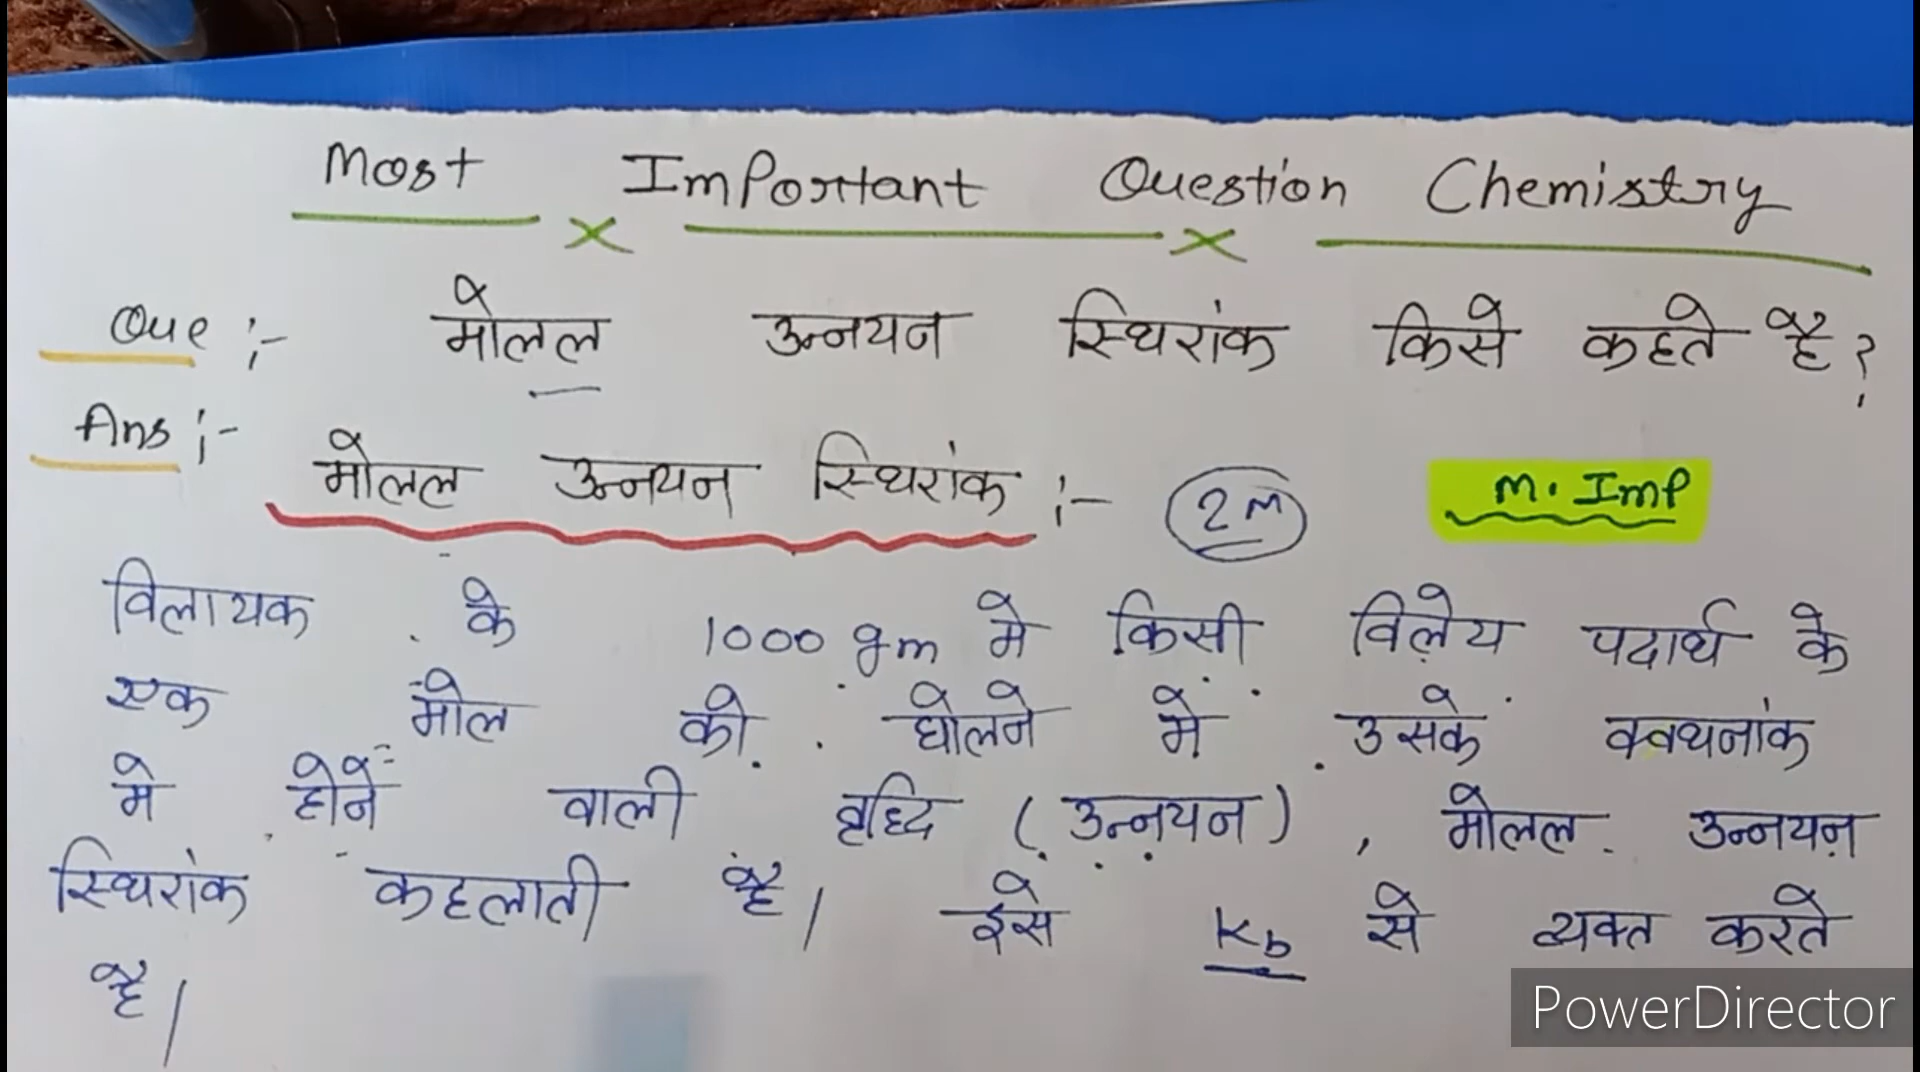 Most Important Question Chemistry
Que :- मोलल उन्नयन स्थिरांक किसे कहते है ?
Ans :-
मोलल उन्नयन स्थिरांक :- 2m M. Imp
विलायक के 1000 gm मे किसी विलेय पदार्थ के
एक मोल को घोलने मे उसके क्वथनांक
मे होने वाली वृध्दि ( उन्नयन ) , मोलल उन्नयन
स्थिरांक कहलाती है। इसे Kb से व्यक्त करते
है।
PowerDirector